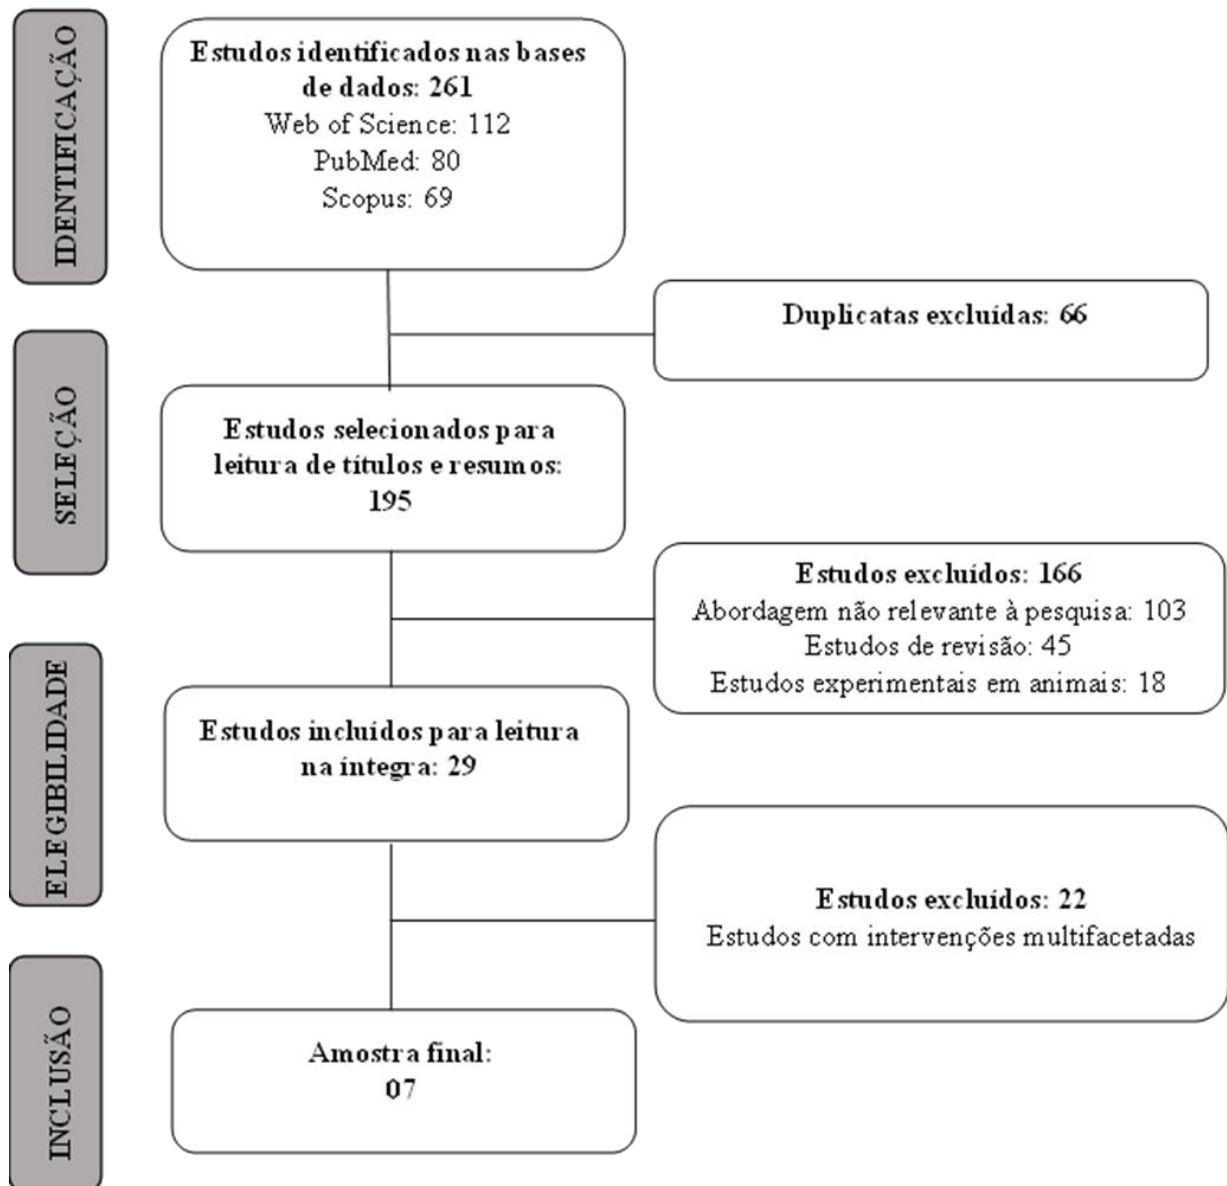 IDENTIFICAÇÃO
Estudos identificados nas bases
de dados: 261
Web of Science: 112
PubMed: 80
Scopus: 69
Duplicatas excluídas: 66
SELEÇÃO
Estudos selecionados para
leitura de títulos e resumos:
195
Estudos excluídos: 166
Abordagem não relevante à pesquisa: 103
Estudos de revisão: 45
Estudos experimentais em animais: 18
ELEGIBILIDADE
Estudos incluídos para leitura
na íntegra: 29
Estudos excluídos: 22
Estudos com intervenções multifacetadas
INCLUSÃO
Amostra final:
07